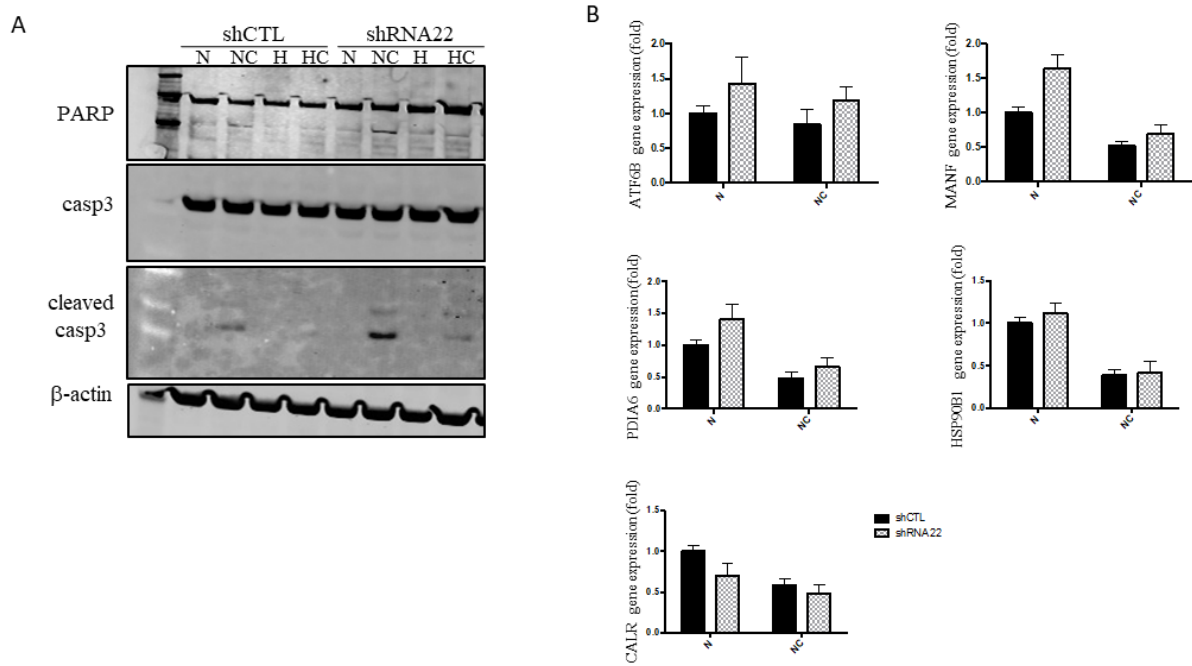 A
shCTL shRNA22
N NC H HC N NC H HC
PARP
casp3
cleaved
casp3
β-actin
B
ATF6B gene expression (fold)
2.0
1.5
1.0
0.5
0.0
N NC
MANF gene expression (fold)
2.0
1.5
1.0
0.5
0.0
N NC
PDIA6 gene expression (fold)
2.0
1.5
1.0
0.5
0.0
N NC
HSP90B1 gene expression (fold)
1.5
1.0
0.5
0.0
N NC
CALR gene expression (fold)
1.5
1.0
0.5
0.0
N NC
shCTL
shRNA22